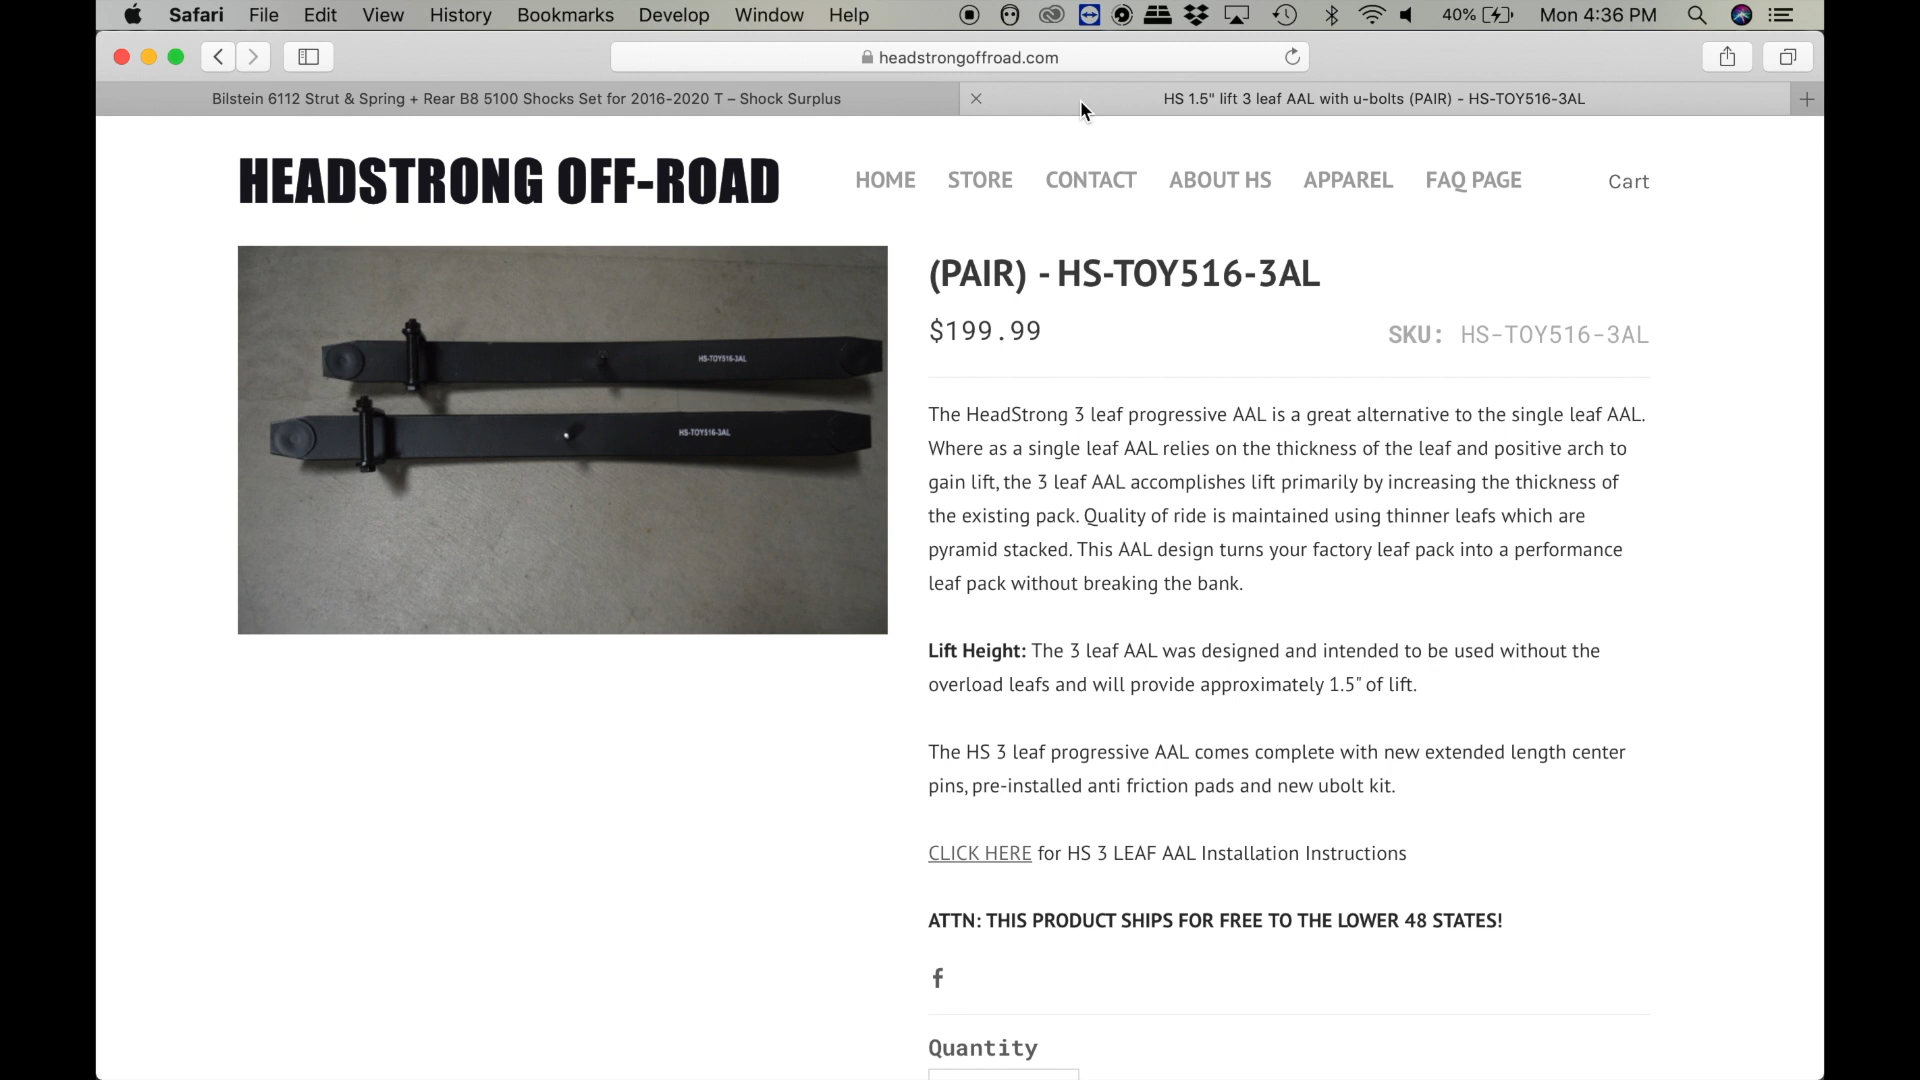 Safari File Edit View History Bookmarks Develop Window Help 40% Mon 4:36 PM
headstrongoffroad.com
Bilstein 6112 Strut & Spring + Rear B8 5100 Shocks Set for 2016-2020 T – Shock Surplus
HS 1.5" lift 3 leaf AAL with u-bolts (PAIR) - HS-TOY516-3AL
HEADSTRONG OFF-ROAD
HOME STORE CONTACT ABOUT HS APPAREL FAQ PAGE Cart
HS-TOY516-3AL
HS-TOY516-3AL
(PAIR) - HS-TOY516-3AL
$199.99 SKU: HS-TOY516-3AL
The HeadStrong 3 leaf progressive AAL is a great alternative to the single leaf AAL.
Where as a single leaf AAL relies on the thickness of the leaf and positive arch to
gain lift, the 3 leaf AAL accomplishes lift primarily by increasing the thickness of
the existing pack. Quality of ride is maintained using thinner leafs which are
pyramid stacked. This AAL design turns your factory leaf pack into a performance
leaf pack without breaking the bank.
Lift Height: The 3 leaf AAL was designed and intended to be used without the
overload leafs and will provide approximately 1.5" of lift.
The HS 3 leaf progressive AAL comes complete with new extended length center
pins, pre-installed anti friction pads and new ubolt kit.
CLICK HERE for HS 3 LEAF AAL Installation Instructions
ATTN: THIS PRODUCT SHIPS FOR FREE TO THE LOWER 48 STATES!
Quantity